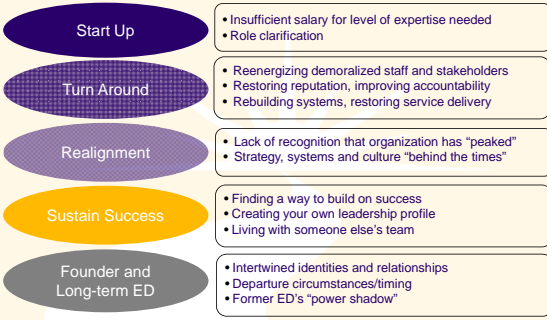 Start Up
• Insufficient salary for level of expertise needed
• Role clarification
Turn Around
• Reenergizing demoralized staff and stakeholders
• Restoring reputation, improving accountability
• Rebuilding systems, restoring service delivery
Realignment
• Lack of recognition that organization has “peaked”
• Strategy, systems and culture “behind the times”
Sustain Success
• Finding a way to build on success
• Creating your own leadership profile
• Living with someone else’s team
Founder and
Long-term ED
• Intertwined identities and relationships
• Departure circumstances/timing
• Former ED’s “power shadow”